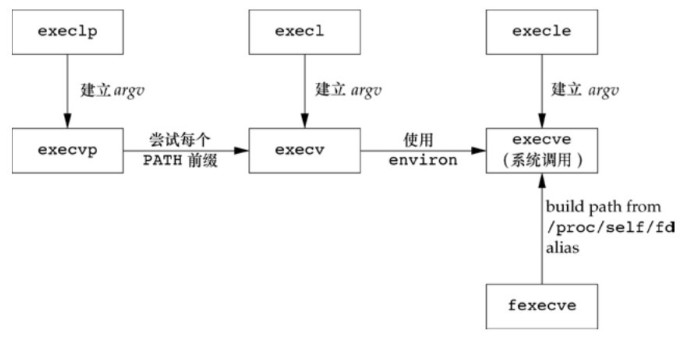 execlp
execl
execle
建立 argv
建立 argv
建立 argv
execvp
尝试每个
PATH 前缀
execv
使用
environ
execve
(系统调用)
build path from
/proc/self/fd
alias
fexecve